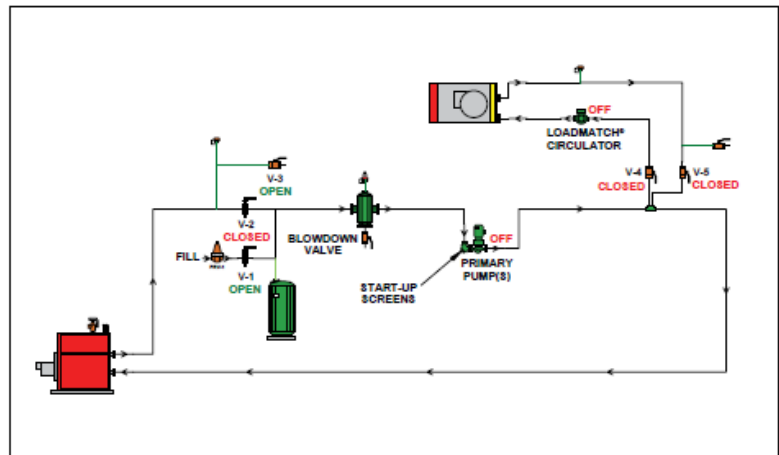 OFF
LOADMATCH®
CIRCULATOR
V-4
CLOSED
V-5
CLOSED
V-3
OPEN
V-2
CLOSED
FILL
V-1
OPEN
BLOWDOWN
VALVE
OFF
PRIMARY
PUMP(S)
START-UP
SCREENS